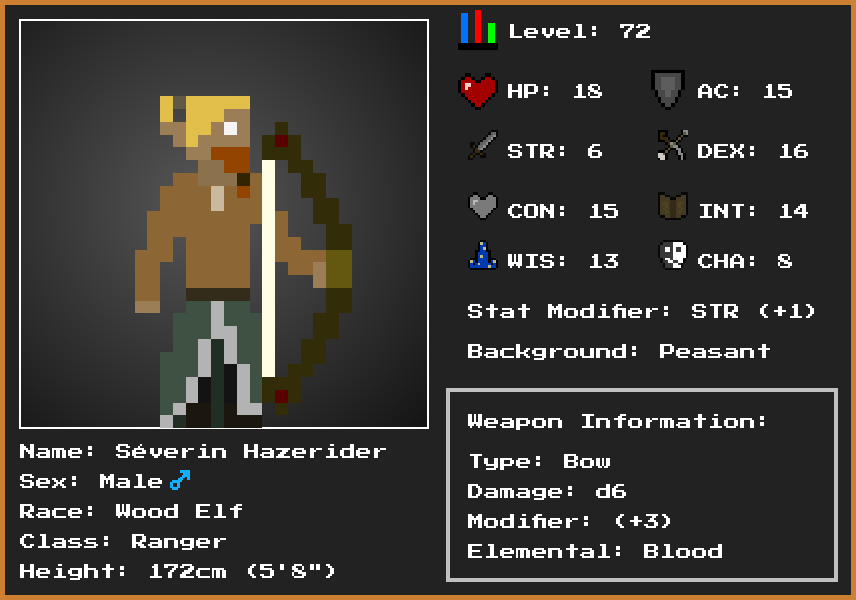 Level: 72
HP: 18 AC: 15
STR: 6 DEX: 16
CON: 15 INT: 14
WIS: 13 CHA: 8
Stat Modifier: STR (+1)
Background: Peasant
Weapon Information:
Type: Bow
Damage: d6
Modifier: (+3)
Elemental: Blood
Name: Séverin Hazerider
Sex: Male♂
Race: Wood Elf
Class: Ranger
Height: 172cm (5'8")